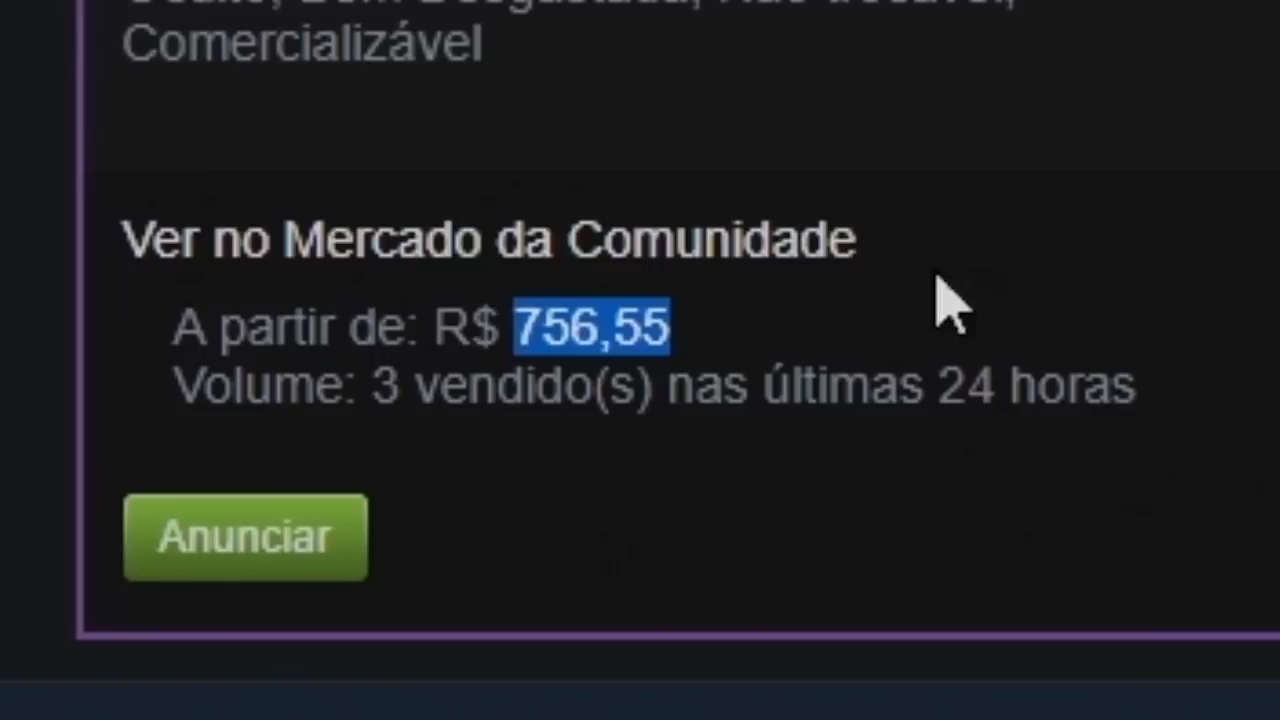 Comercializável
Ver no Mercado da Comunidade
A partir de: R$ 756,55
Volume: 3 vendido(s) nas últimas 24 horas
Anunciar